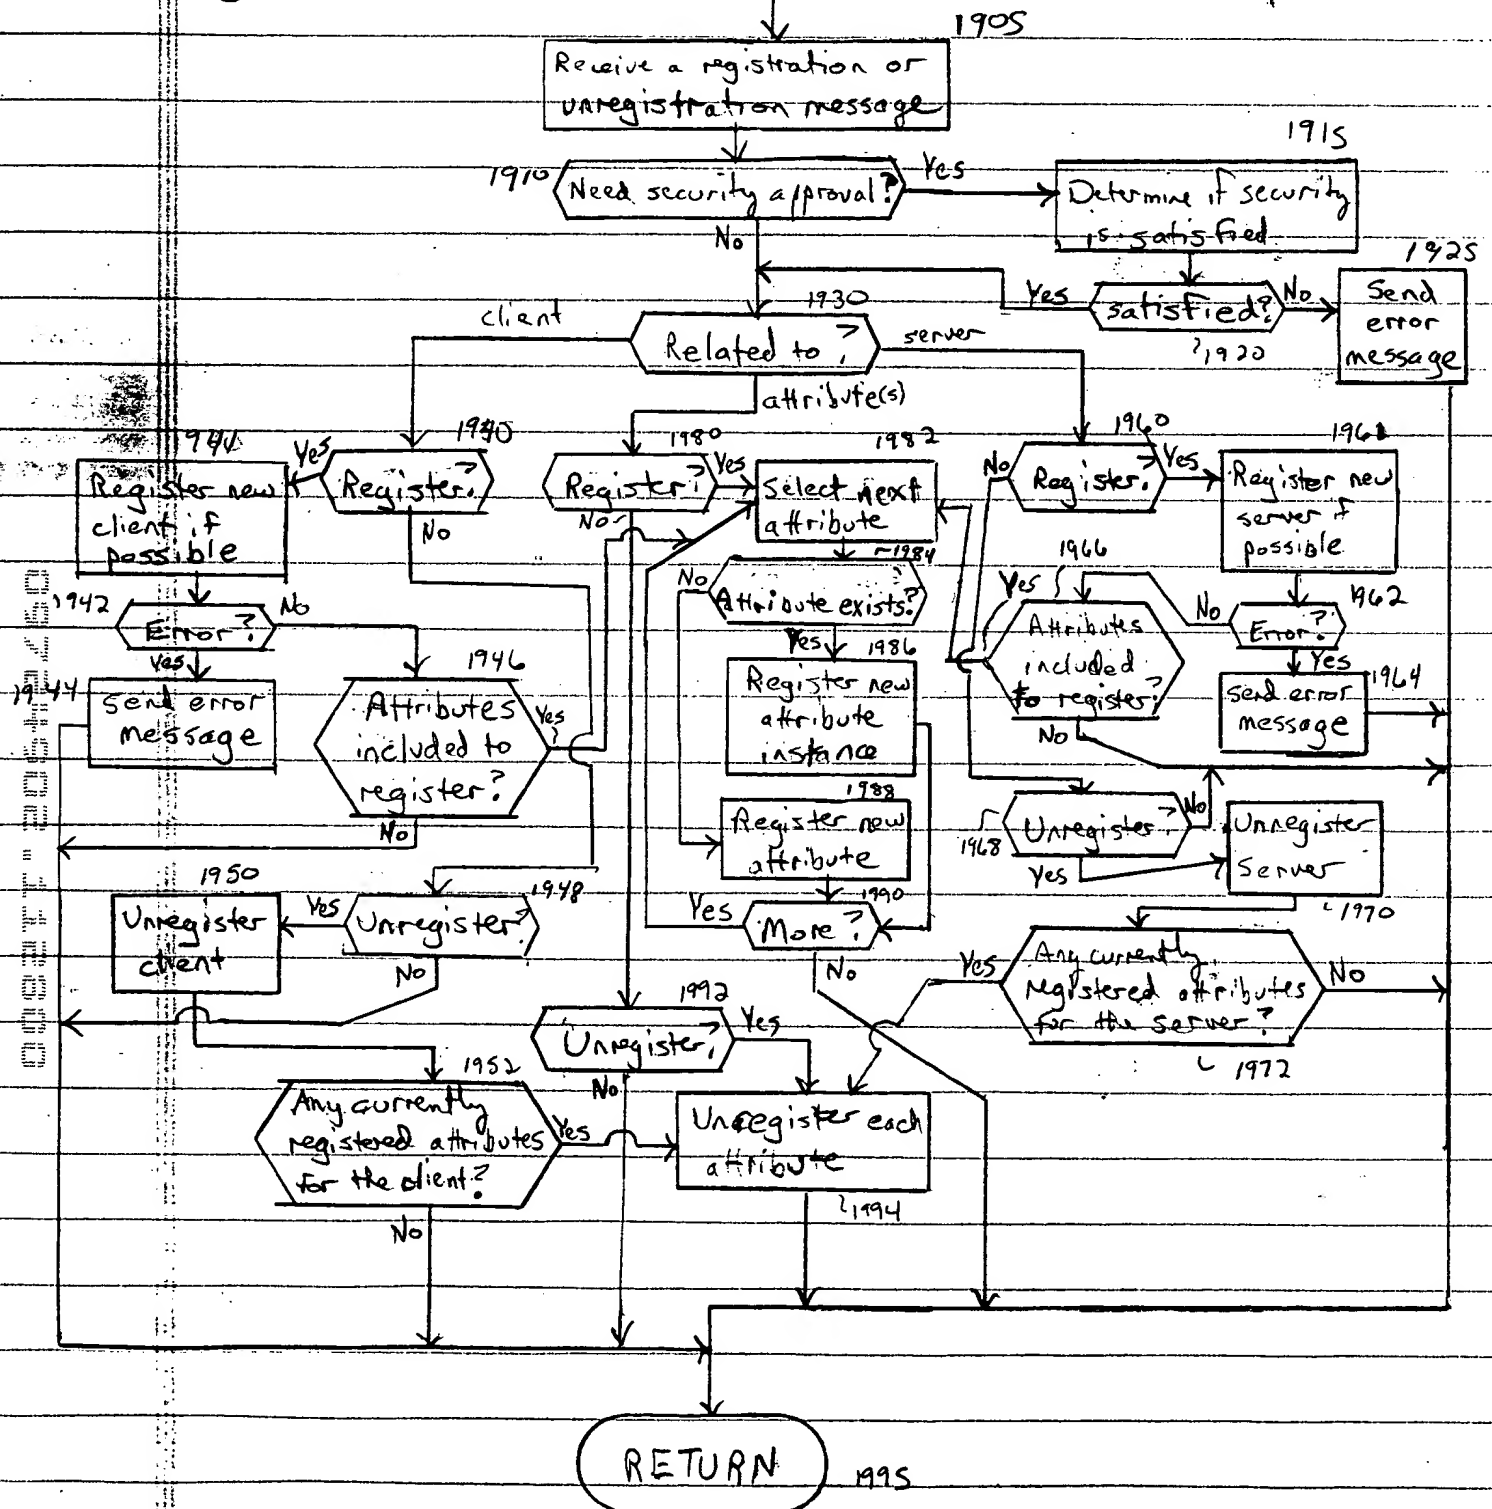 1905
Receive a registration or
unregistration message
1910
Need security approval?
Yes
No
1915
Determine if security
is satisfied
satisfied?
Yes
No
1920
1925
Send
error
message
1930
Related to?
client
server
attribute(s)
1940
Register?
Yes
No
1941
Register new
client if
possible
1942
Error?
No
Yes
1944
Send error
message
1946
Attributes
included to
register?
Yes
No
1948
Unregister?
Yes
No
1950
Unregister
client
1952
Any currently
registered attributes
for the client?
Yes
No
1980
Register?
Yes
No
1982
Select next
attribute
1984
Attribute exists?
No
Yes
1986
Register new
attribute
instance
1988
Register new
attribute
1990
More?
Yes
No
1992
Unregister?
Yes
No
Unregister each
attribute
1994
1960
Register?
No
Yes
1961
Register new
server if
possible
1962
Error?
No
Yes
1964
send error
message
1966
Yes
Attributes
included
to register?
No
1968
Unregister?
No
Yes
Unregister
Server
1970
Any currently
registered attributes
for the server?
Yes
No
1972
RETURN
1995